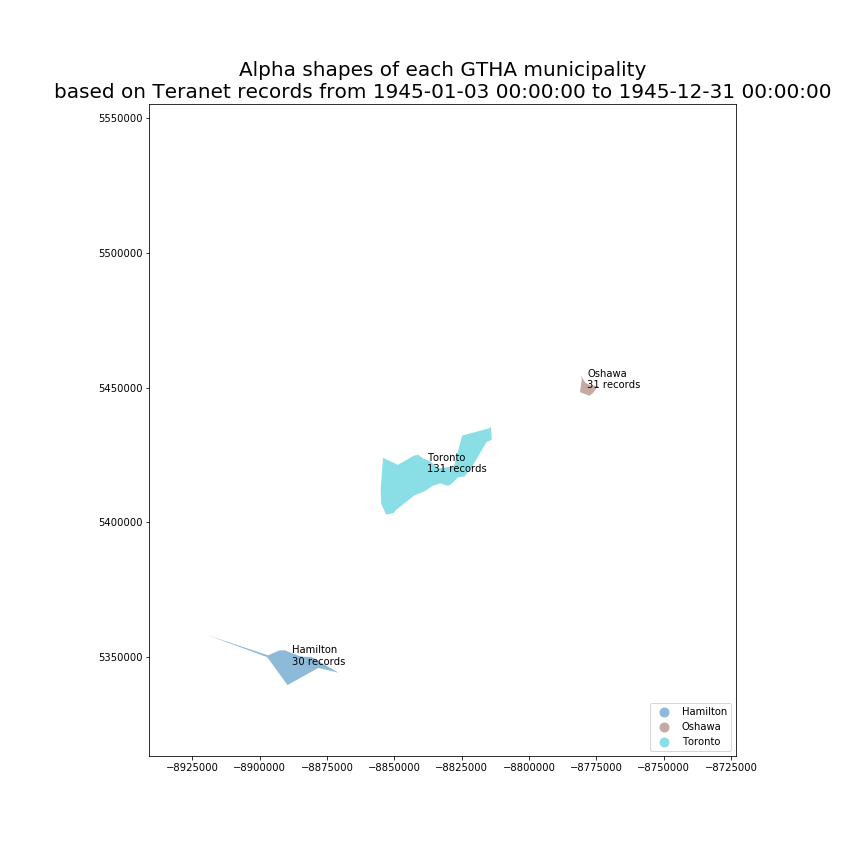 Alpha shapes of each GTHA municipality
based on Teranet records from 1945-01-03 00:00:00 to 1945-12-31 00:00:00
5550000
5500000
5450000
5400000
5350000
Oshawa
31 records
Toronto
131 records
Hamilton
30 records
Hamilton
Oshawa
Toronto
−8925000 −8900000 −8875000 −8850000 −8825000 −8800000 −8775000 −8750000 −8725000